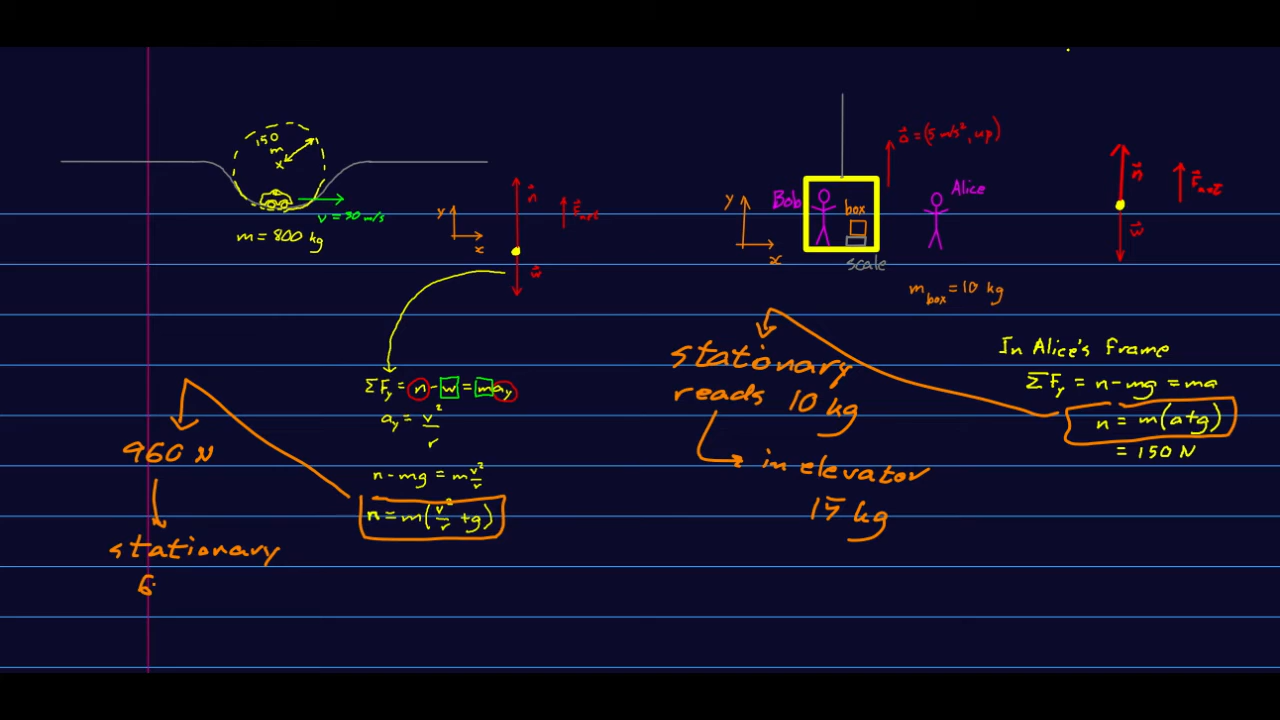 150
m
x
v = 30 m/s
m = 800 kg
y
x
n⃗
F⃗net
w⃗
ΣFy = n - w = may
ay = v²/r
n - mg = m v²/r
n = m(v²/r + g)
960 N
stationary
6.
a⃗ = (5 m/s², up)
Bob
box
Alice
y
x
scale
m box = 10 kg
n⃗
F⃗net
w⃗
stationary
reads 10 kg
in elevator
15 kg
In Alice's Frame
ΣFy = n - mg = ma
n = m(a+g)
= 150 N